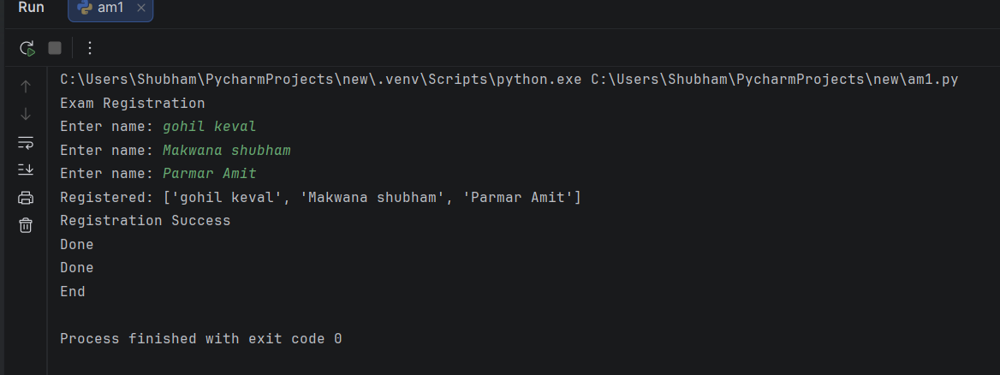 Run am1
C:\Users\Shubham\PycharmProjects\new\.venv\Scripts\python.exe C:\Users\Shubham\PycharmProjects\new\am1.py
Exam Registration
Enter name: gohil keval
Enter name: Makwana shubham
Enter name: Parmar Amit
Registered: ['gohil keval', 'Makwana shubham', 'Parmar Amit']
Registration Success
Done
Done
End
Process finished with exit code 0